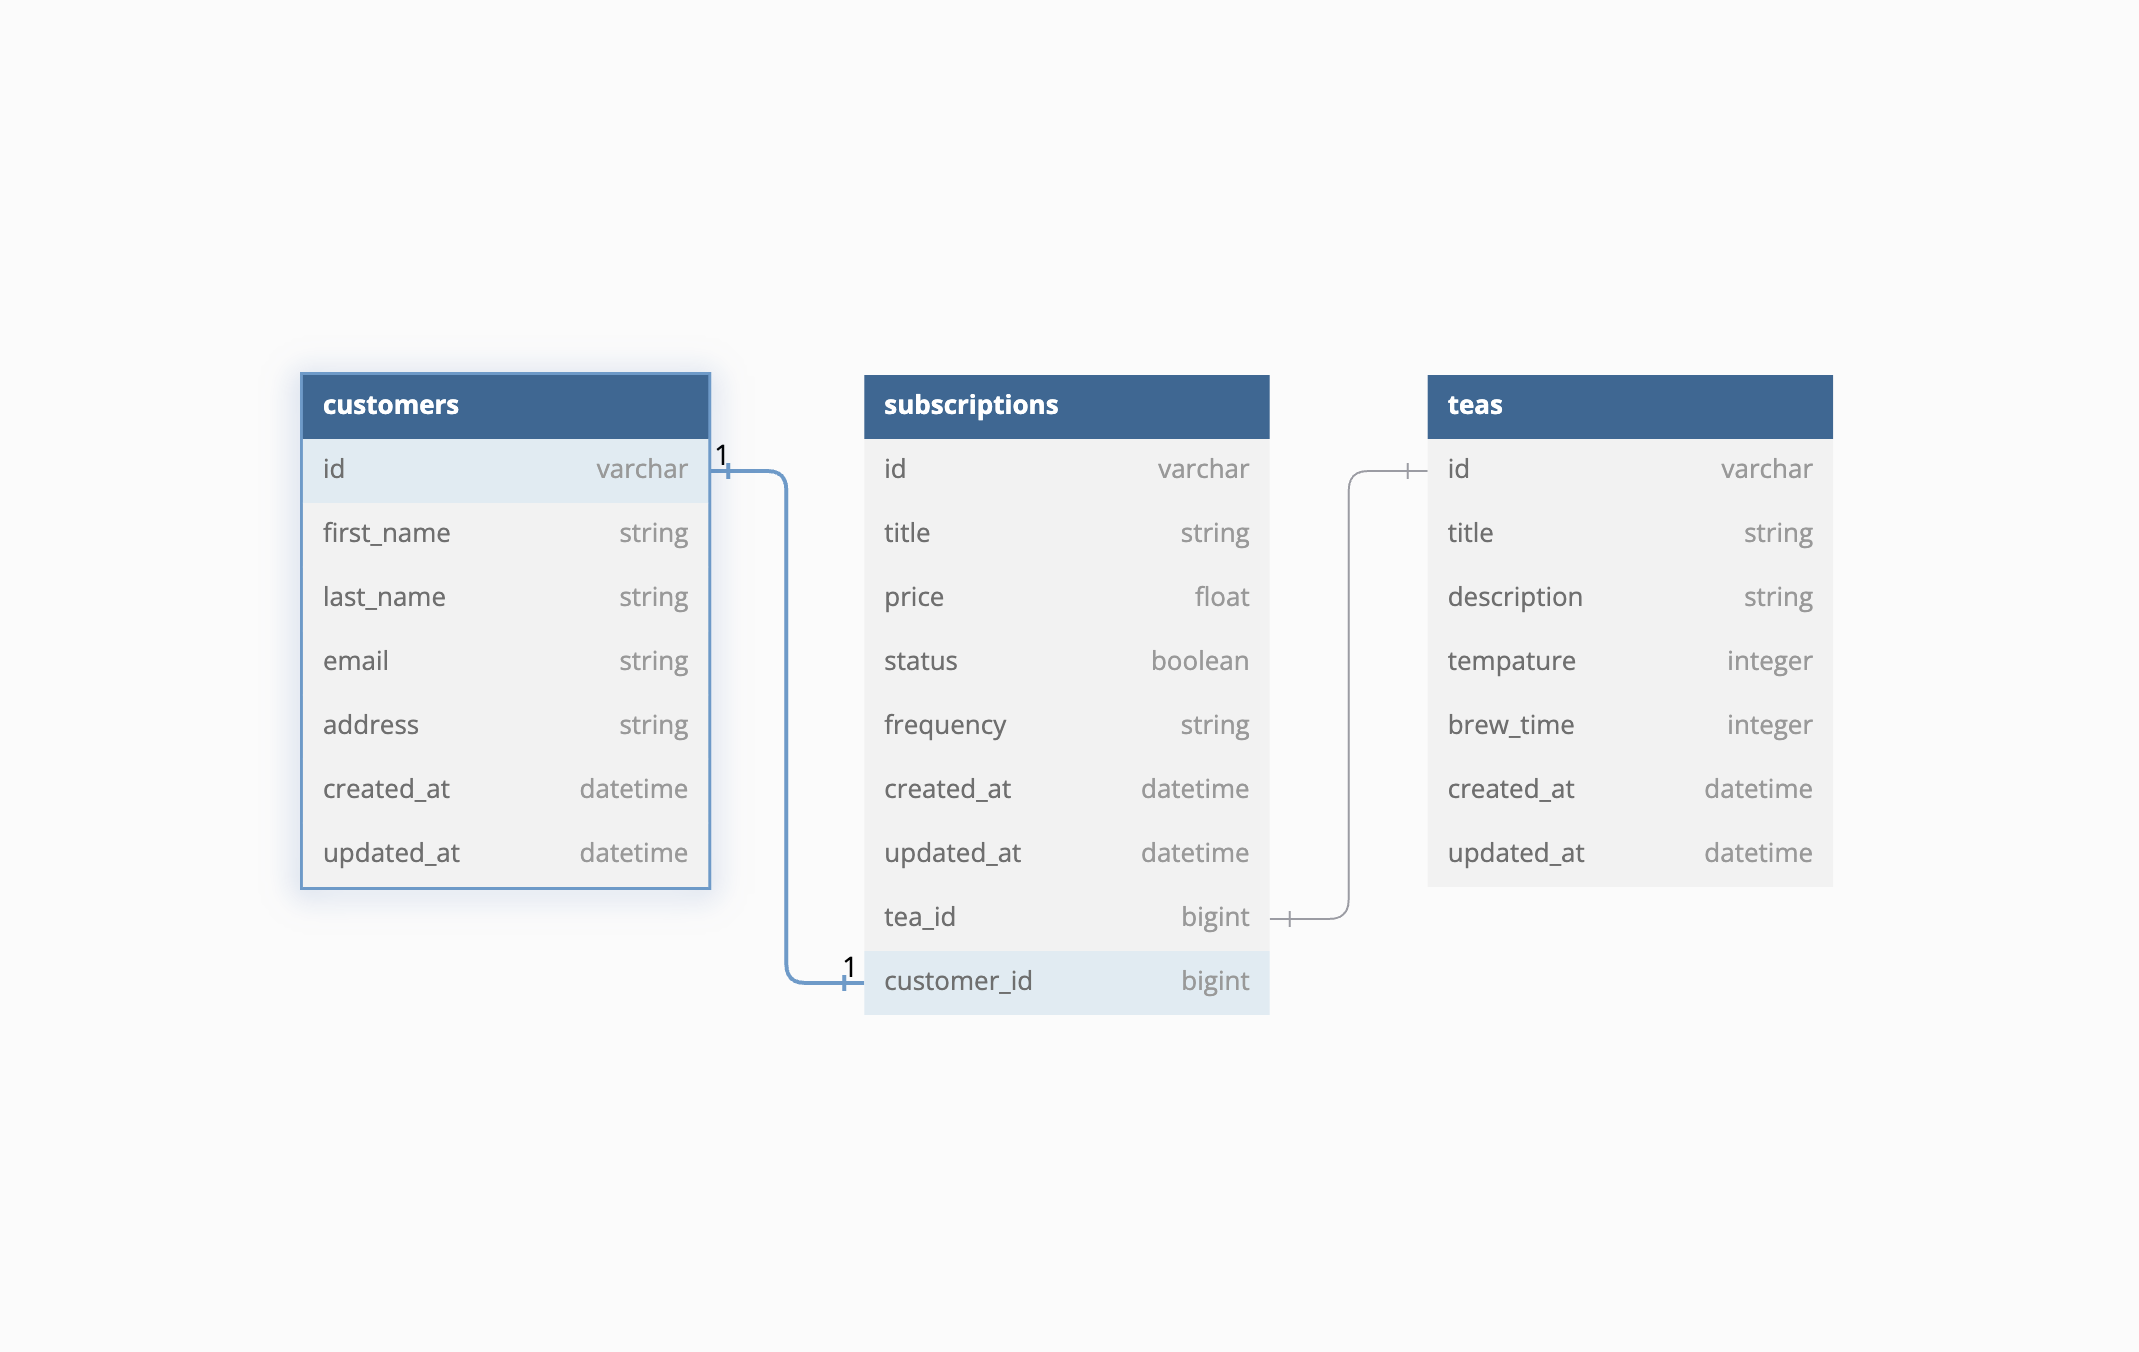 customers
id varchar
first_name string
last_name string
email string
address string
created_at datetime
updated_at datetime
1
1
subscriptions
id varchar
title string
price float
status boolean
frequency string
created_at datetime
updated_at datetime
tea_id bigint
customer_id bigint
teas
id varchar
title string
description string
tempature integer
brew_time integer
created_at datetime
updated_at datetime